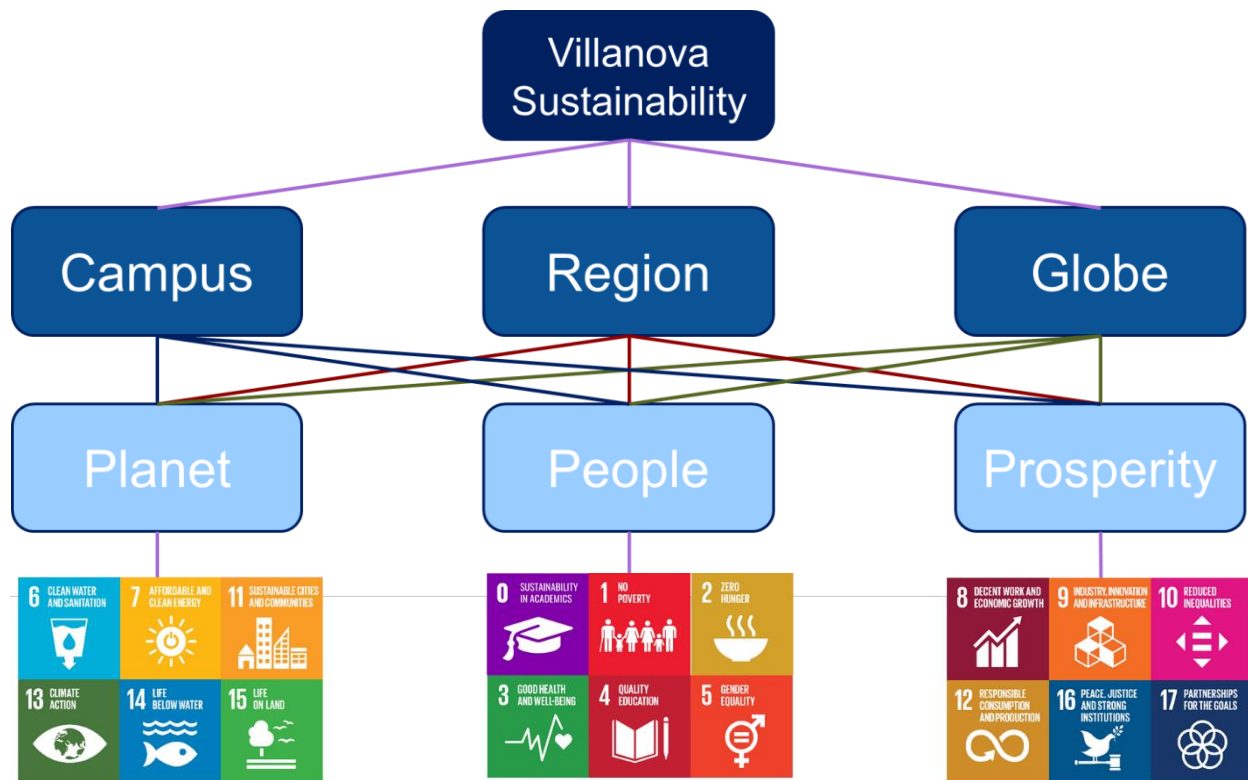 Villanova
Sustainability
Campus
Region
Globe
Planet
People
Prosperity
6 CLEAN WATER
AND SANITATION
7 AFFORDABLE AND
CLEAN ENERGY
11 SUSTAINABLE CITIES
AND COMMUNITIES
13 CLIMATE
ACTION
14 LIFE
BELOW WATER
15 LIFE
ON LAND
0 SUSTAINABILITY
IN ACADEMICS
1 NO
POVERTY
2 ZERO
HUNGER
3 GOOD HEALTH
AND WELL-BEING
4 QUALITY
EDUCATION
5 GENDER
EQUALITY
8 DECENT WORK AND
ECONOMIC GROWTH
9 INDUSTRY, INNOVATION
AND INFRASTRUCTURE
10 REDUCED
INEQUALITIES
12 RESPONSIBLE
CONSUMPTION
AND PRODUCTION
16 PEACE, JUSTICE
AND STRONG
INSTITUTIONS
17 PARTNERSHIPS
FOR THE GOALS